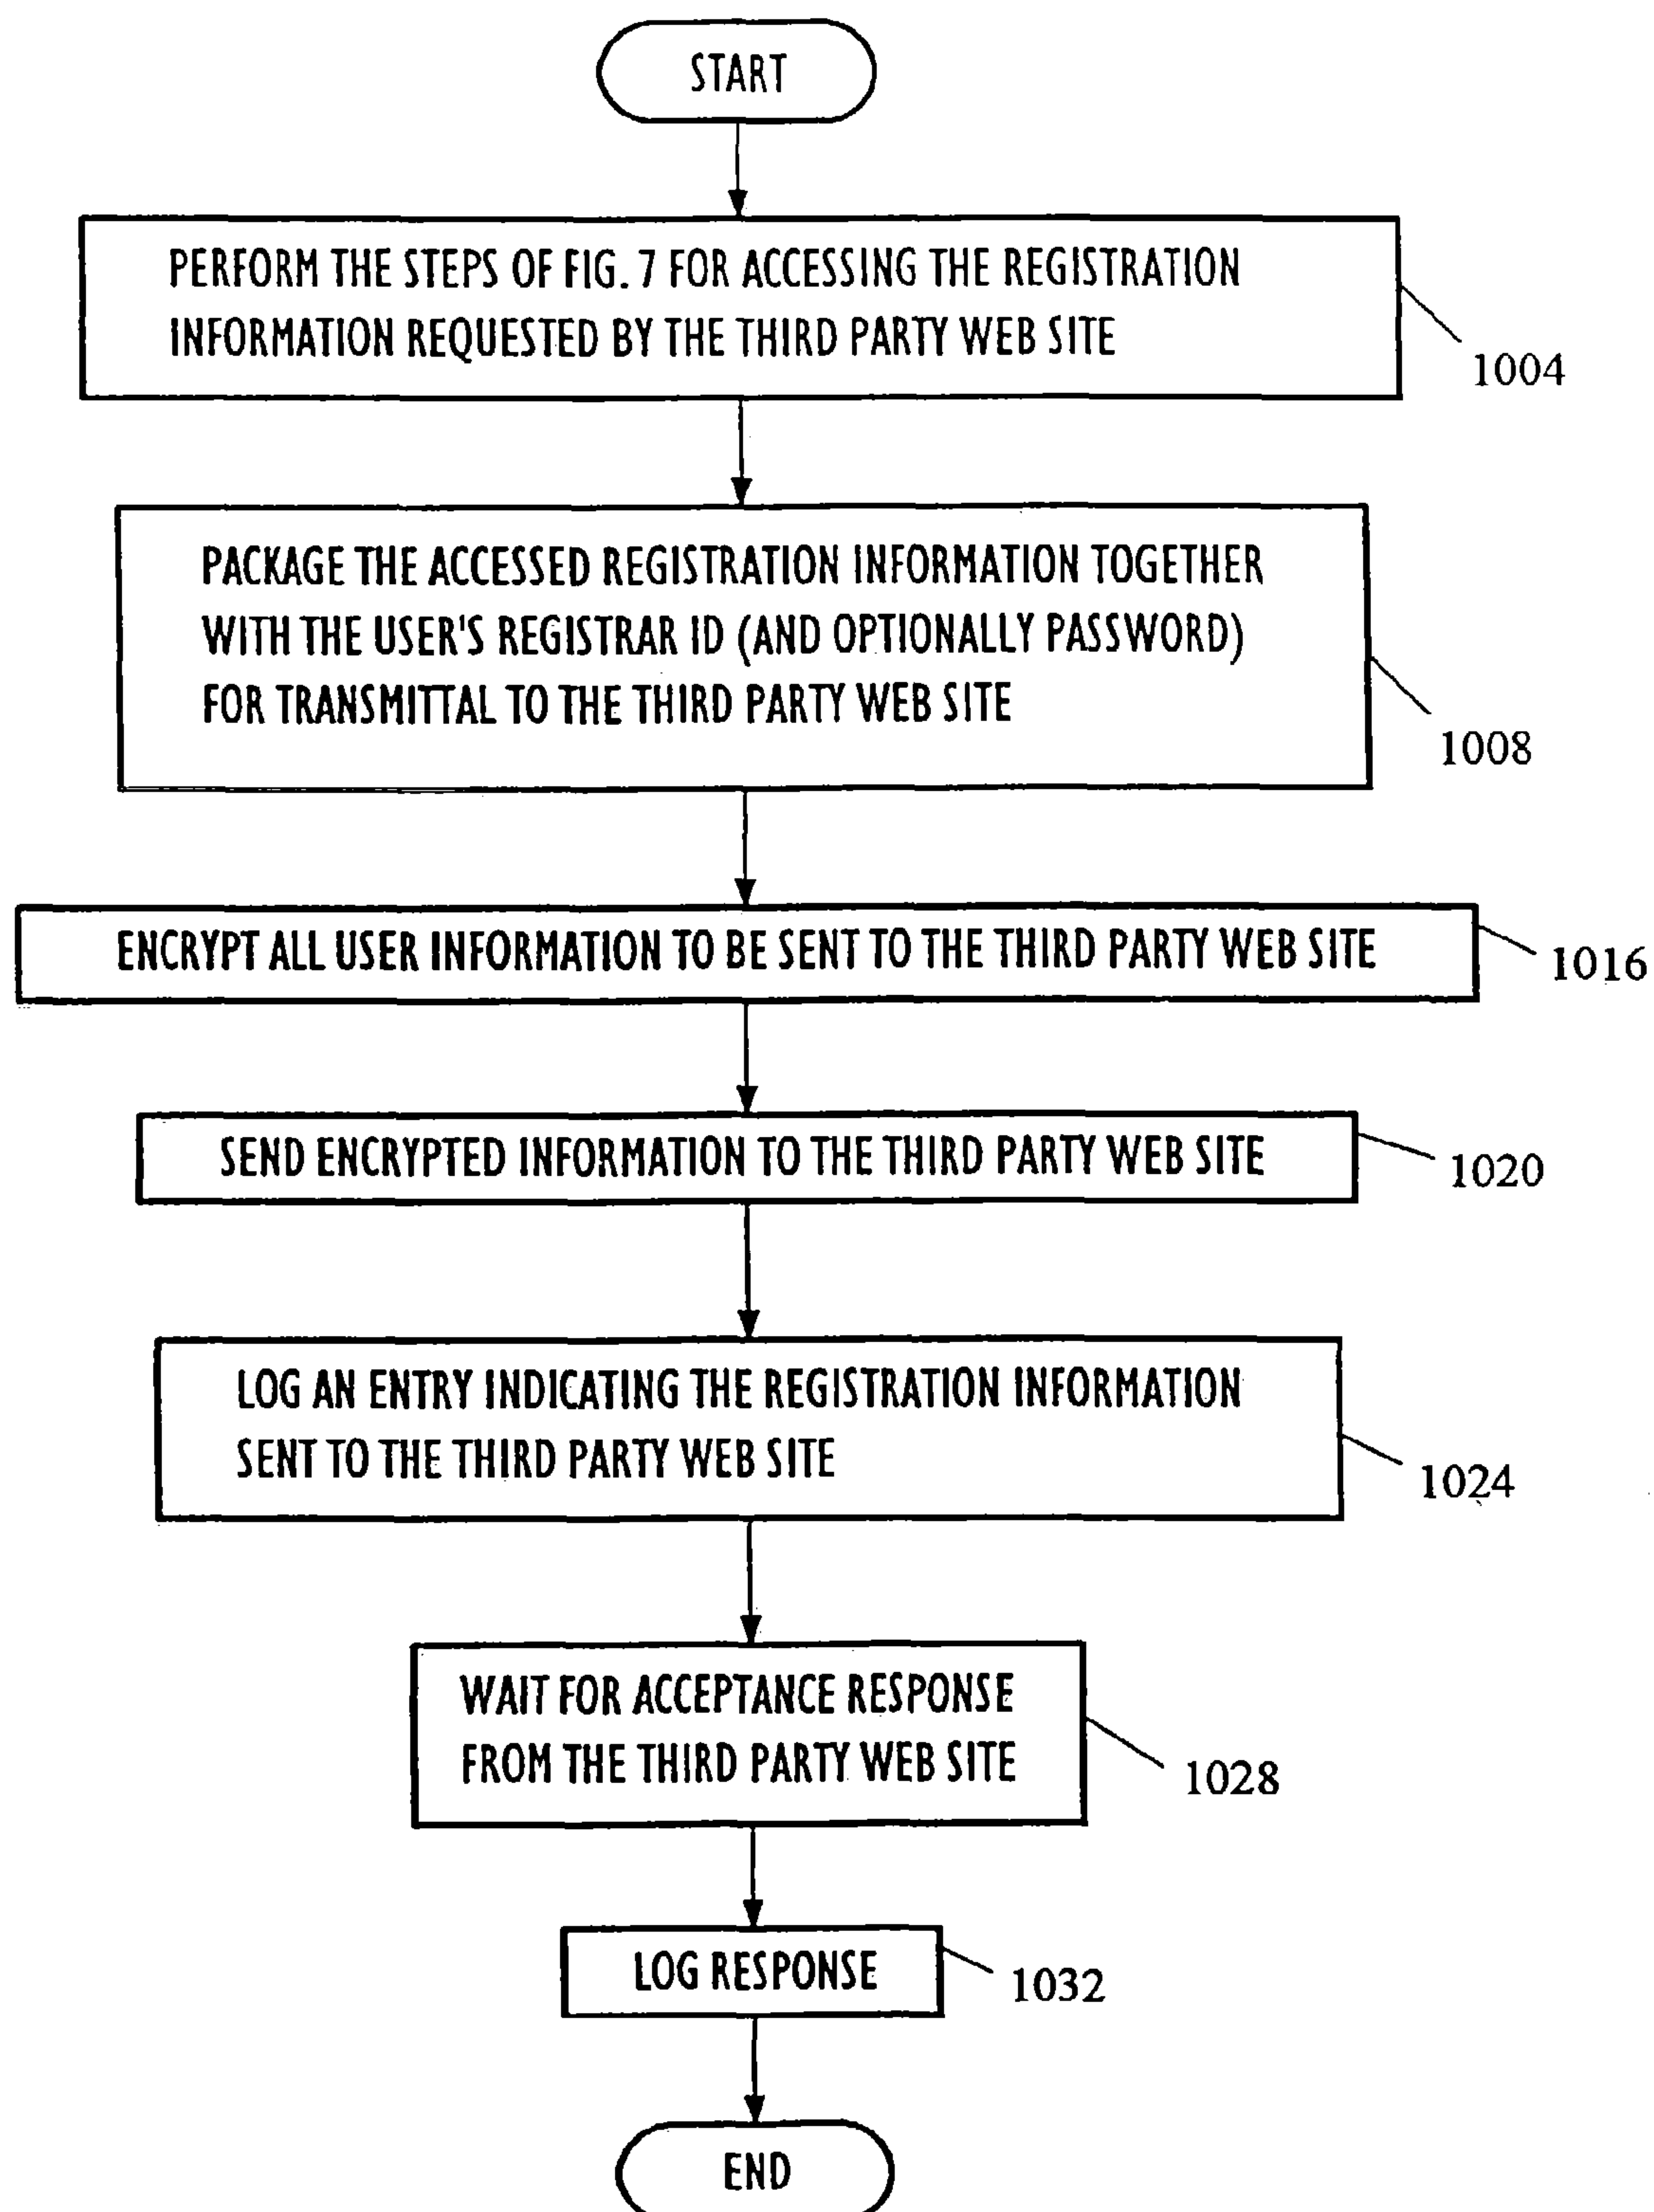 START
PERFORM THE STEPS OF FIG. 7 FOR ACCESSING THE REGISTRATION
INFORMATION REQUESTED BY THE THIRD PARTY WEB SITE
1004
PACKAGE THE ACCESSED REGISTRATION INFORMATION TOGETHER
WITH THE USER'S REGISTRAR ID (AND OPTIONALLY PASSWORD)
FOR TRANSMITTAL TO THE THIRD PARTY WEB SITE
1008
ENCRYPT ALL USER INFORMATION TO BE SENT TO THE THIRD PARTY WEB SITE
1016
SEND ENCRYPTED INFORMATION TO THE THIRD PARTY WEB SITE
1020
LOG AN ENTRY INDICATING THE REGISTRATION INFORMATION
SENT TO THE THIRD PARTY WEB SITE
1024
WAIT FOR ACCEPTANCE RESPONSE
FROM THE THIRD PARTY WEB SITE
1028
LOG RESPONSE
1032
END